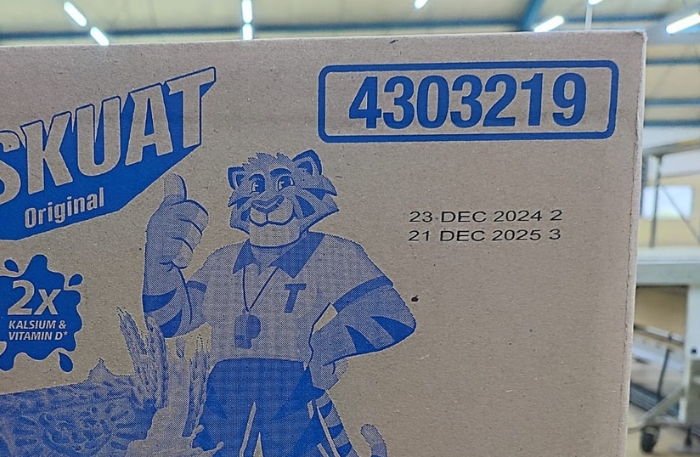 SKUAT
Original
4303219
23 DEC 2024 2
21 DEC 2025 3
2x
KALSIUM &
VITAMIN D*
T